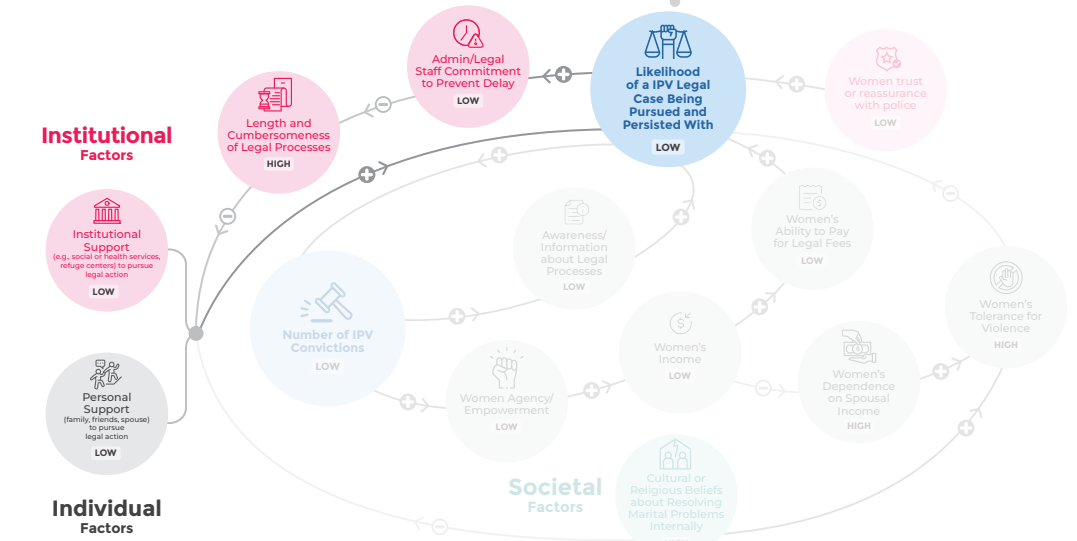 Admin/Legal
Staff Commitment
to Prevent Delay
LOW
Likelihood
of a IPV Legal
Case Being
Pursued and
Persisted With
LOW
Women trust
or reassurance
with police
LOW
Institutional
Factors
Length and
Cumbersomeness
of Legal Processes
HIGH
Institutional
Support
(e.g., social or health services,
refuge centers) to pursue
legal action
LOW
Awareness/
Information
about Legal
Processes
LOW
Women's
Ability to Pay
for Legal Fees
LOW
Number of IPV
Convictions
LOW
Women's
Income
LOW
Women's
Tolerance for
Violence
HIGH
Personal
Support
(family, friends, spouse)
to pursue
legal action
LOW
Women Agency/
Empowerment
LOW
Women's
Dependence
on Spousal
Income
HIGH
Individual
Factors
Societal
Factors
Cultural or
Religious Beliefs
about Resolving
Marital Problems
Internally